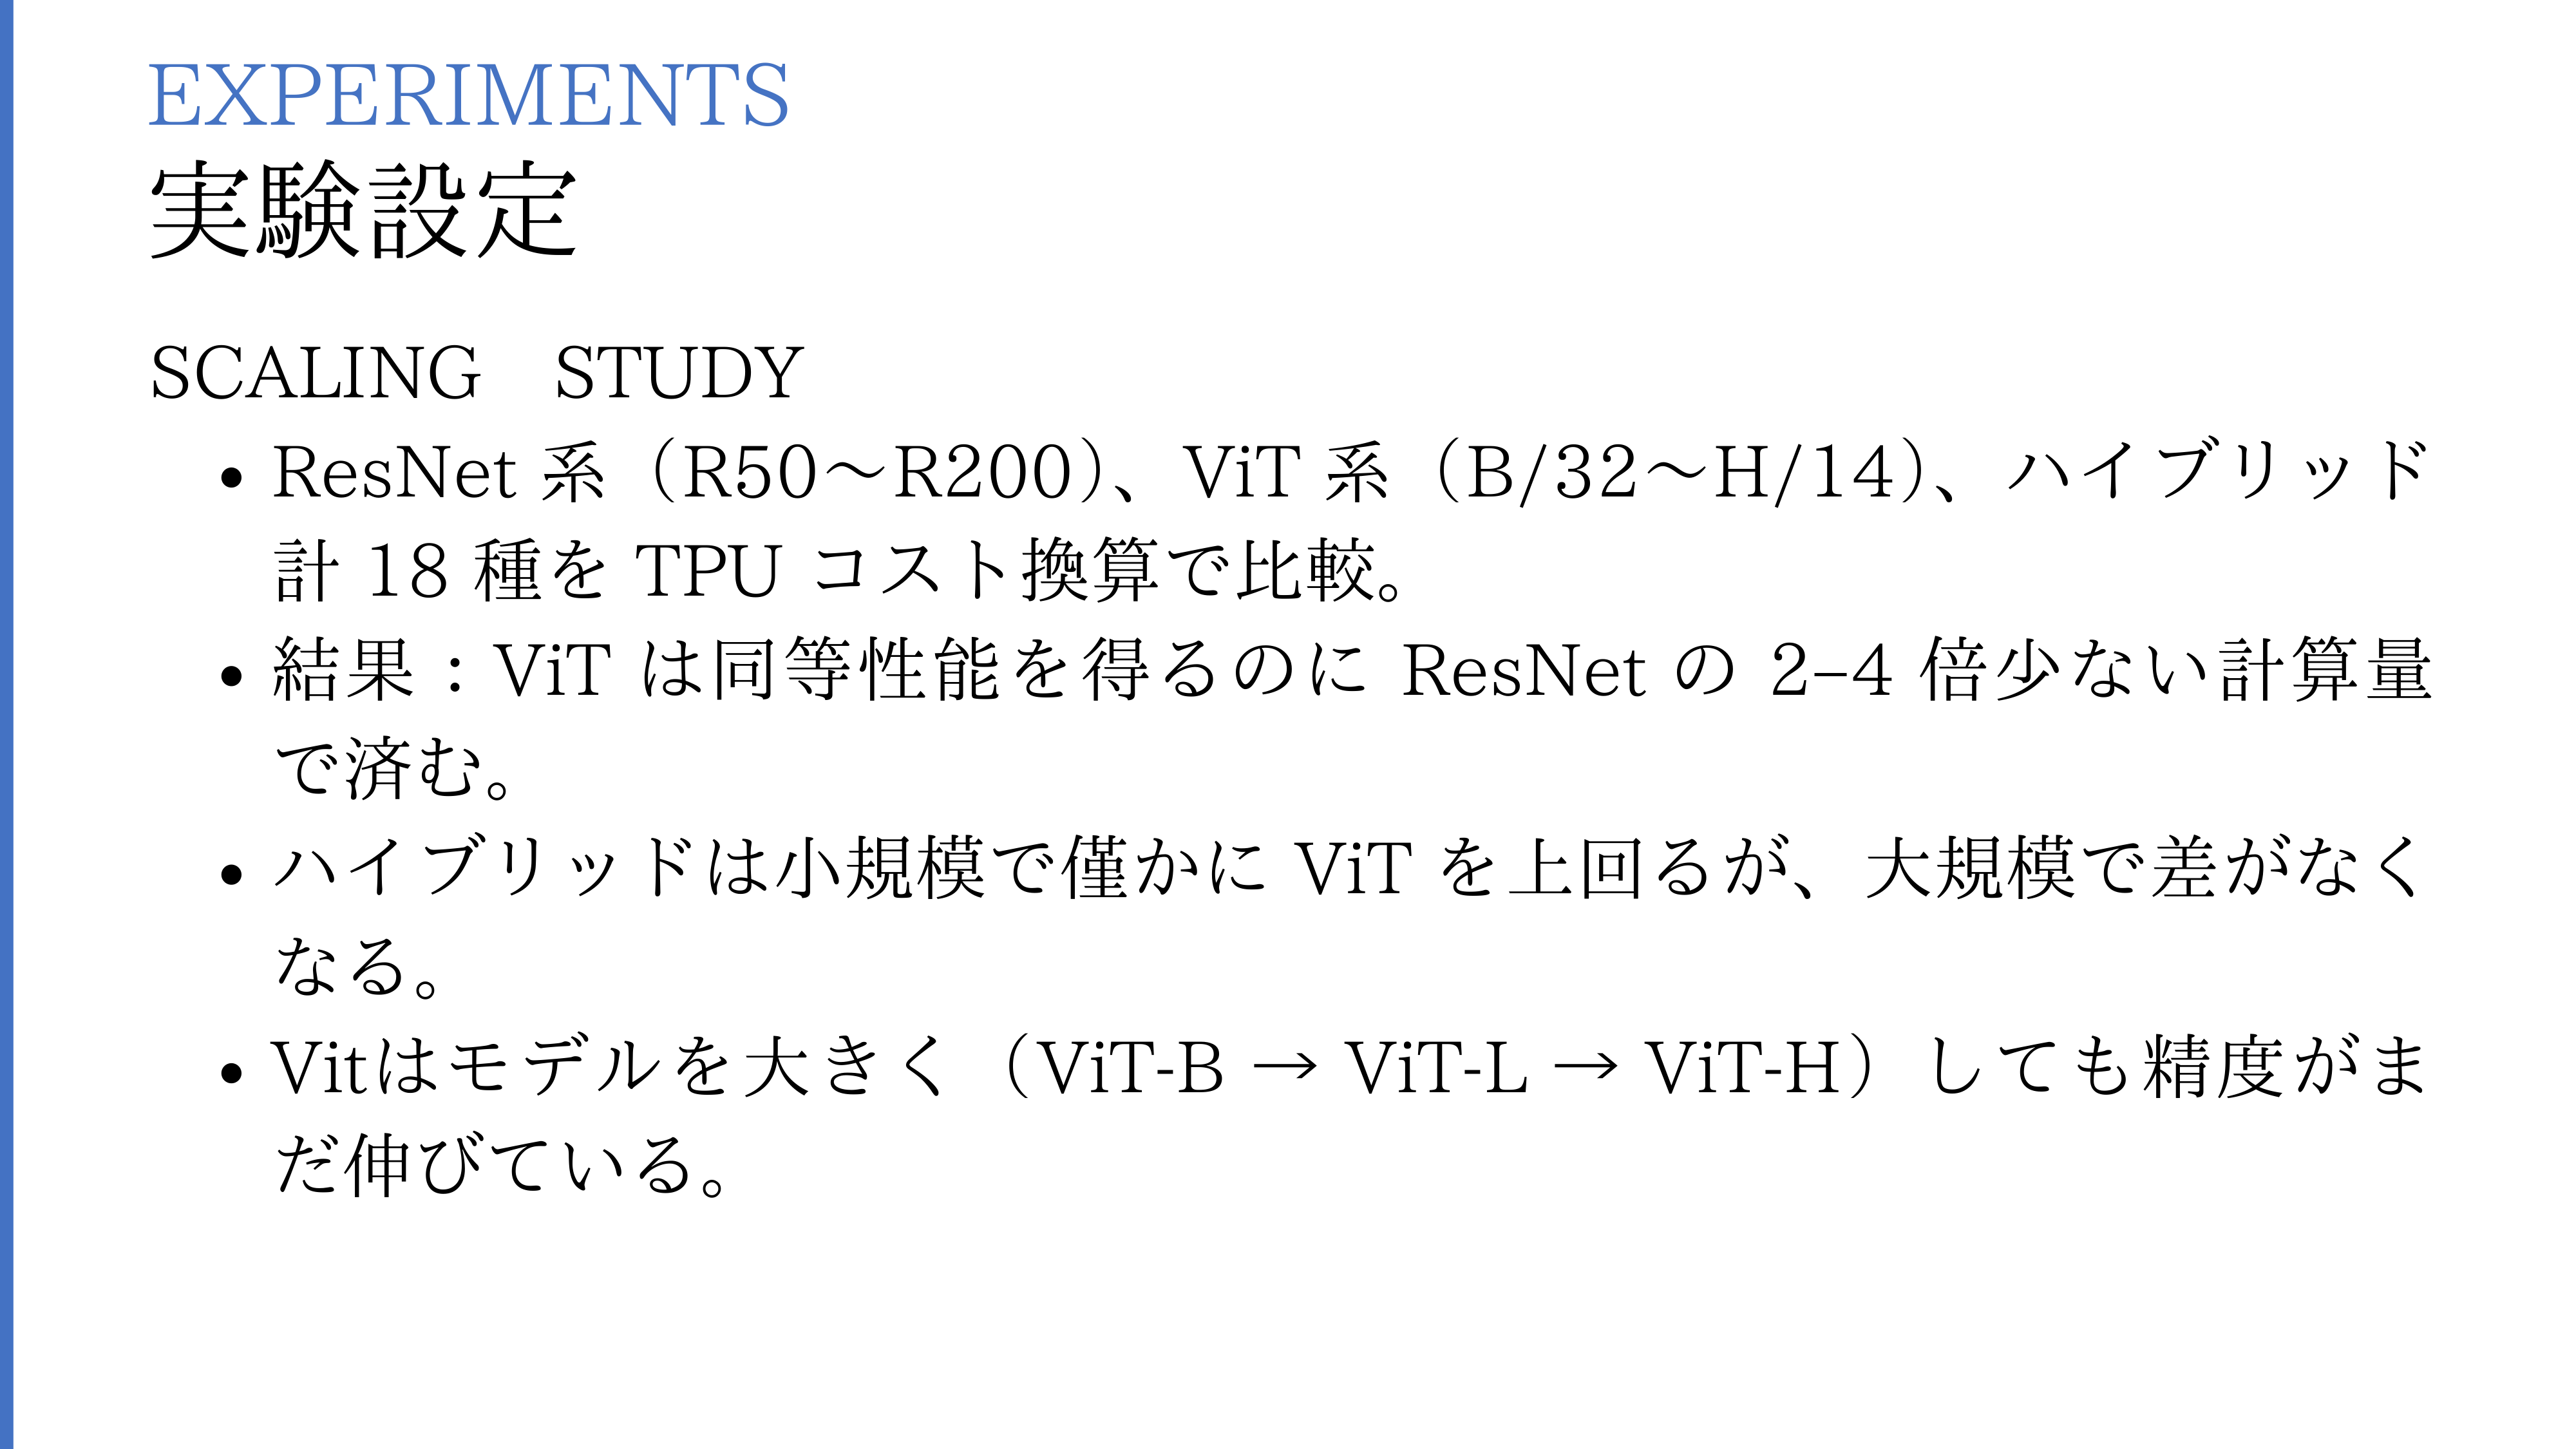 EXPERIMENTS
実験設定
SCALING　STUDY
• ResNet 系（R50～R200）、ViT 系（B/32～H/14）、ハイブリッド
計 18 種を TPU コスト換算で比較。
• 結果：ViT は同等性能を得るのに ResNet の 2–4 倍少ない計算量
で済む。
• ハイブリッドは小規模で僅かに ViT を上回るが、大規模で差がなく
なる。
• Vitはモデルを大きく（ViT-B → ViT-L → ViT-H）しても精度がま
だ伸びている。